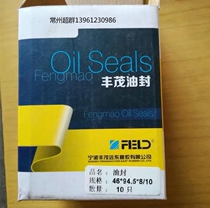 常州超群13961230986
Oil Seals
Fengmao
丰茂油封
Fengmao Oil Seals
FELD
宁波丰茂远东橡胶有限公司
品名:油封
规格:46*94.5*8/10
数量:10只